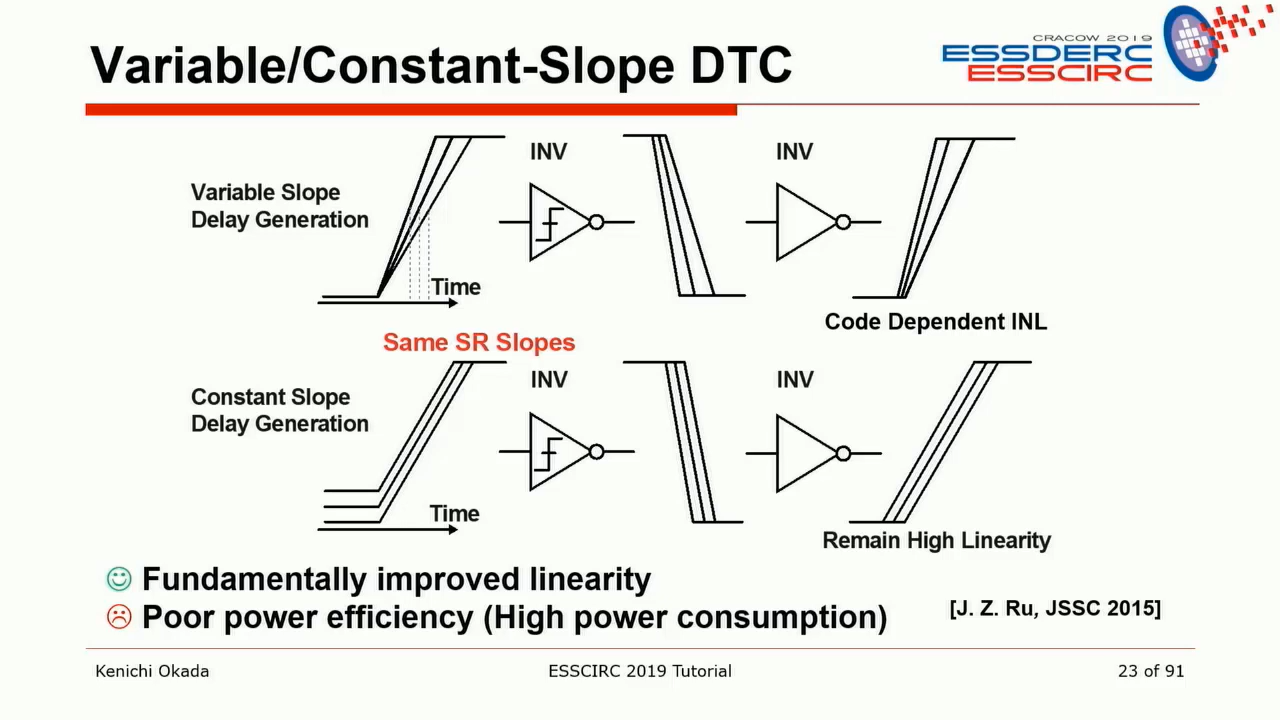 Variable/Constant-Slope DTC
CRACOW 2019
ESSDERC
ESSCIRC
Variable Slope
Delay Generation
INV
INV
Time
Code Dependent INL
Same SR Slopes
Constant Slope
Delay Generation
INV
INV
Time
Remain High Linearity
Fundamentally improved linearity
Poor power efficiency (High power consumption)
[J. Z. Ru, JSSC 2015]
Kenichi Okada
ESSCIRC 2019 Tutorial
23 of 91